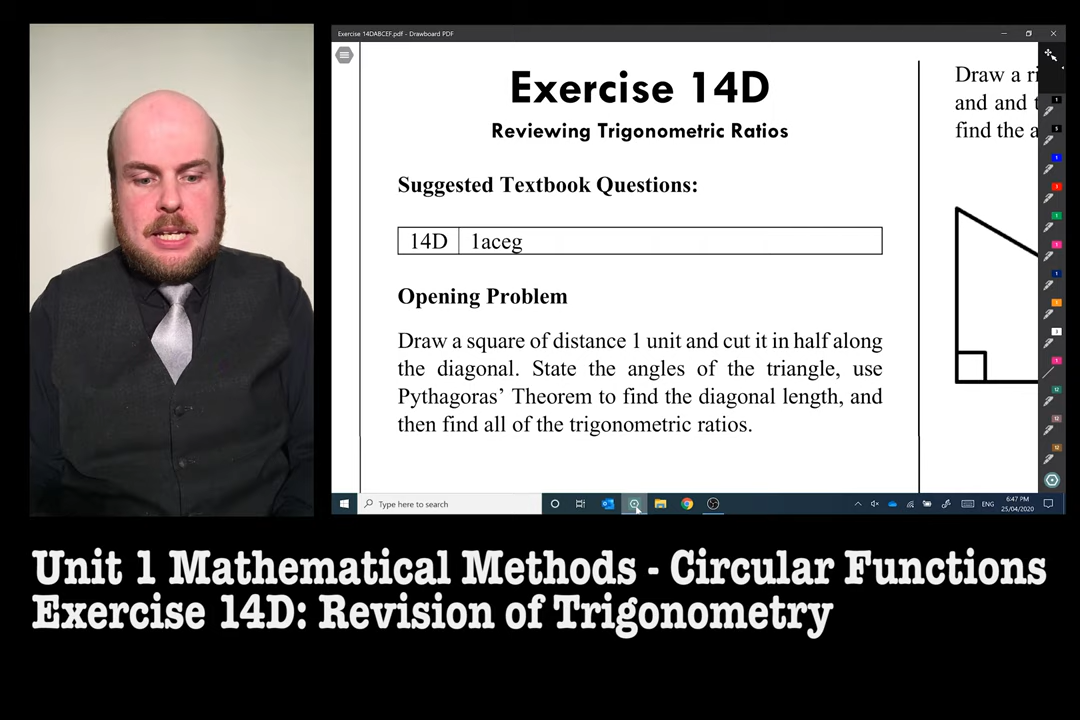 Exercise 14DABCEF.pdf - Drawboard PDF
Exercise 14D
Reviewing Trigonometric Ratios
Suggested Textbook Questions:
14D 1aceg
Opening Problem
Draw a square of distance 1 unit and cut it in half along
the diagonal. State the angles of the triangle, use
Pythagoras' Theorem to find the diagonal length, and
then find all of the trigonometric ratios.
Draw a ri
and and t
find the a
Type here to search
ENG
6:47 PM
25/04/2020
Unit 1 Mathematical Methods - Circular Functions
Exercise 14D: Revision of Trigonometry